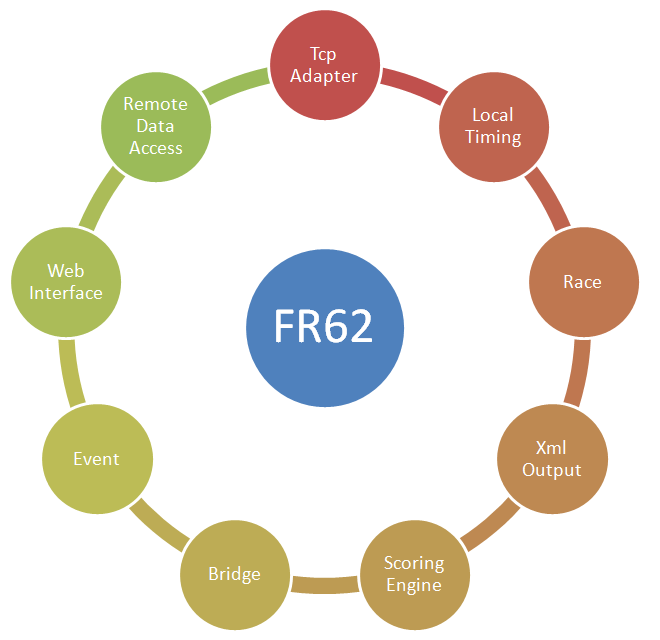 Tcp
Adapter
Local
Timing
Race
Xml
Output
Scoring
Engine
Bridge
Event
Web
Interface
Remote
Data
Access
FR62